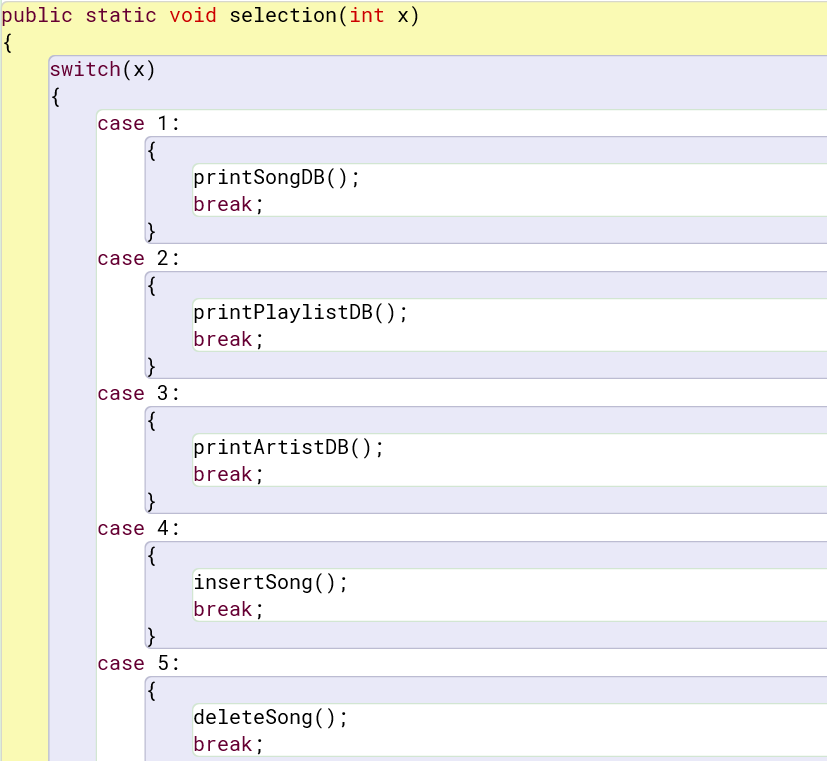 public static void selection(int x)
{
switch(x)
{
case 1:
{
printSongDB();
break;
}
case 2:
{
printPlaylistDB();
break;
}
case 3:
{
printArtistDB();
break;
}
case 4:
{
insertSong();
break;
}
case 5:
{
deleteSong();
break;